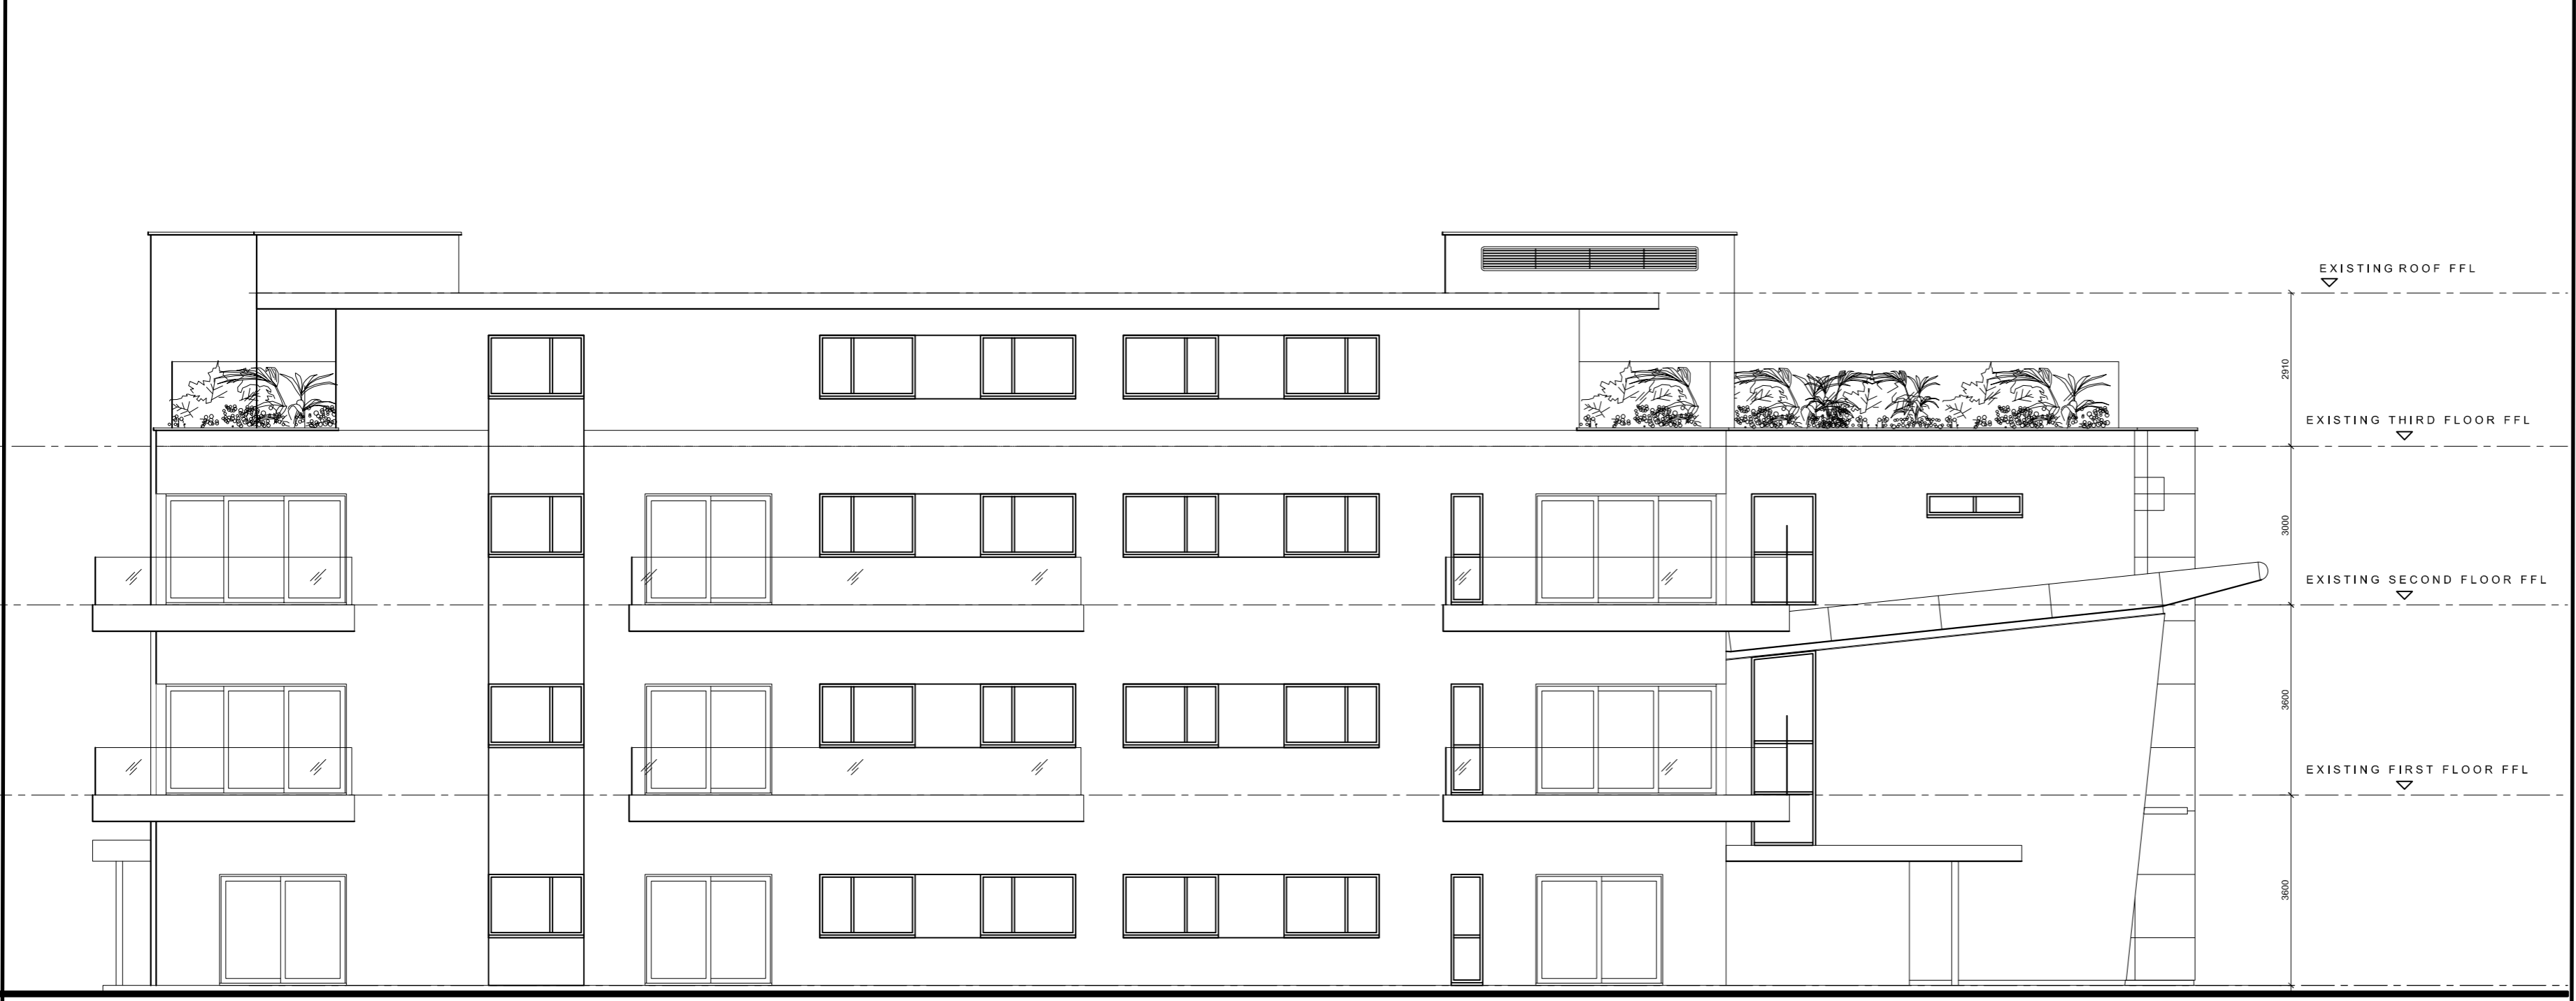 EXISTING ROOF FFL
2910
EXISTING THIRD FLOOR FFL
3000
EXISTING SECOND FLOOR FFL
3600
EXISTING FIRST FLOOR FFL
3600